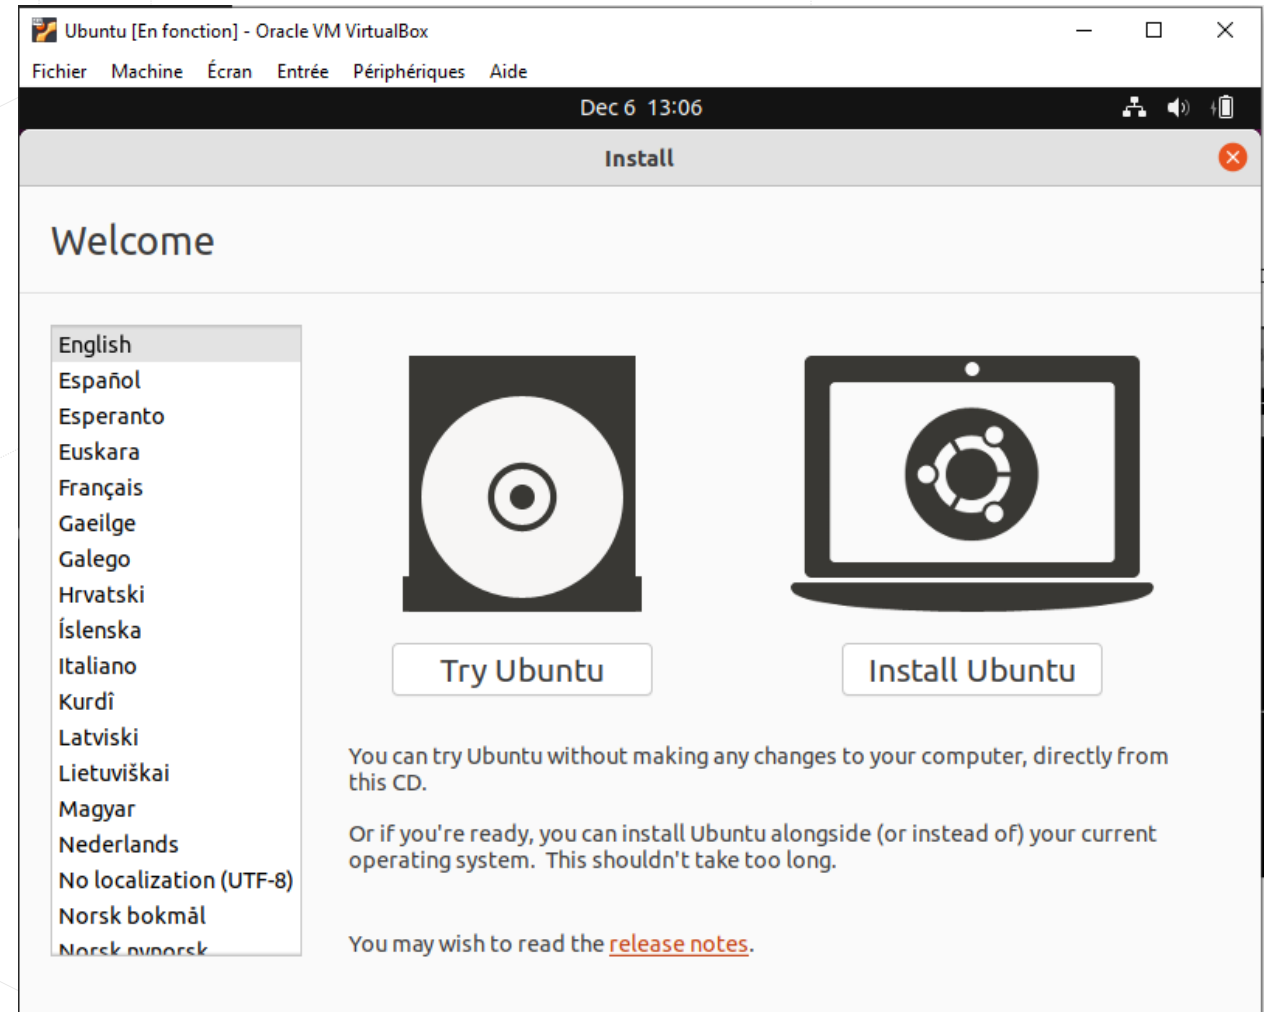 Ubuntu [En fonction] - Oracle VM VirtualBox
Fichier Machine Écran Entrée Périphériques Aide
Dec 6 13:06
Install
Welcome
English
Español
Esperanto
Euskara
Français
Gaeilge
Galego
Hrvatski
Íslenska
Italiano
Kurdî
Latviski
Lietuviškai
Magyar
Nederlands
No localization (UTF-8)
Norsk bokmål
Norsk nynorsk
Try Ubuntu
Install Ubuntu
You can try Ubuntu without making any changes to your computer, directly from
this CD.
Or if you're ready, you can install Ubuntu alongside (or instead of) your current
operating system. This shouldn't take too long.
You may wish to read the release notes.